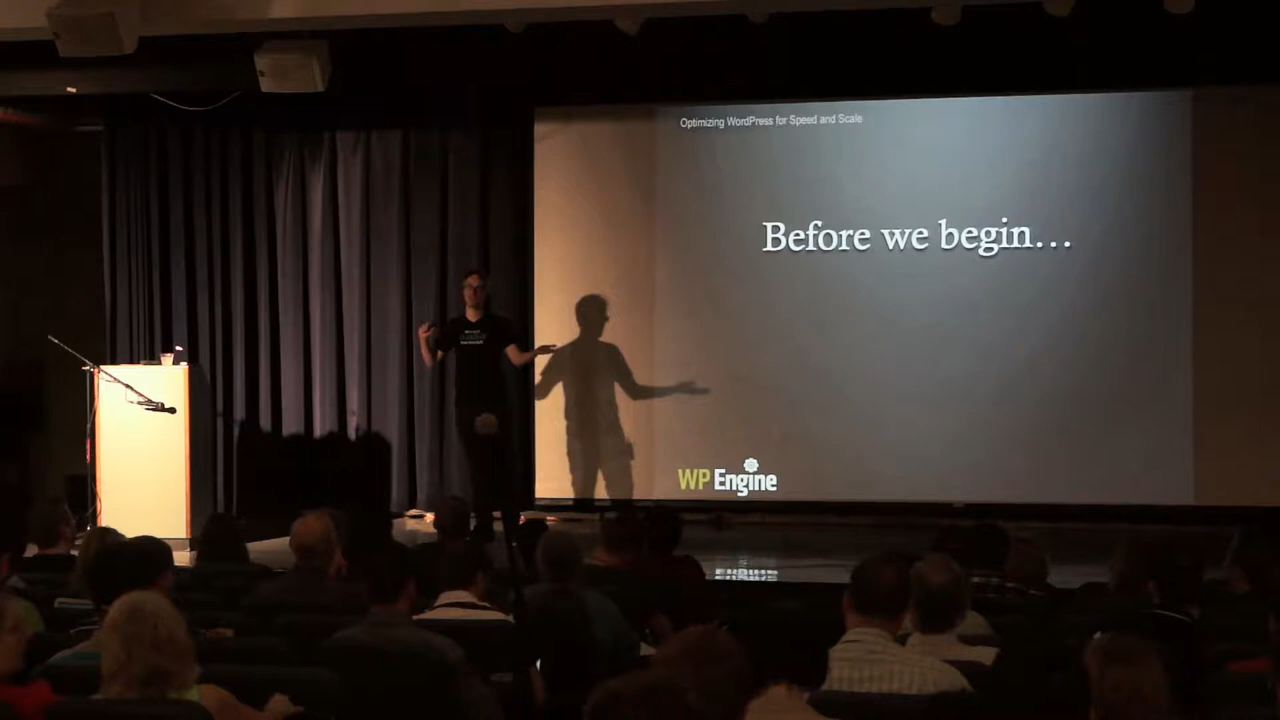 Optimizing WordPress for Speed and Scale
Before we begin...
WP Engine